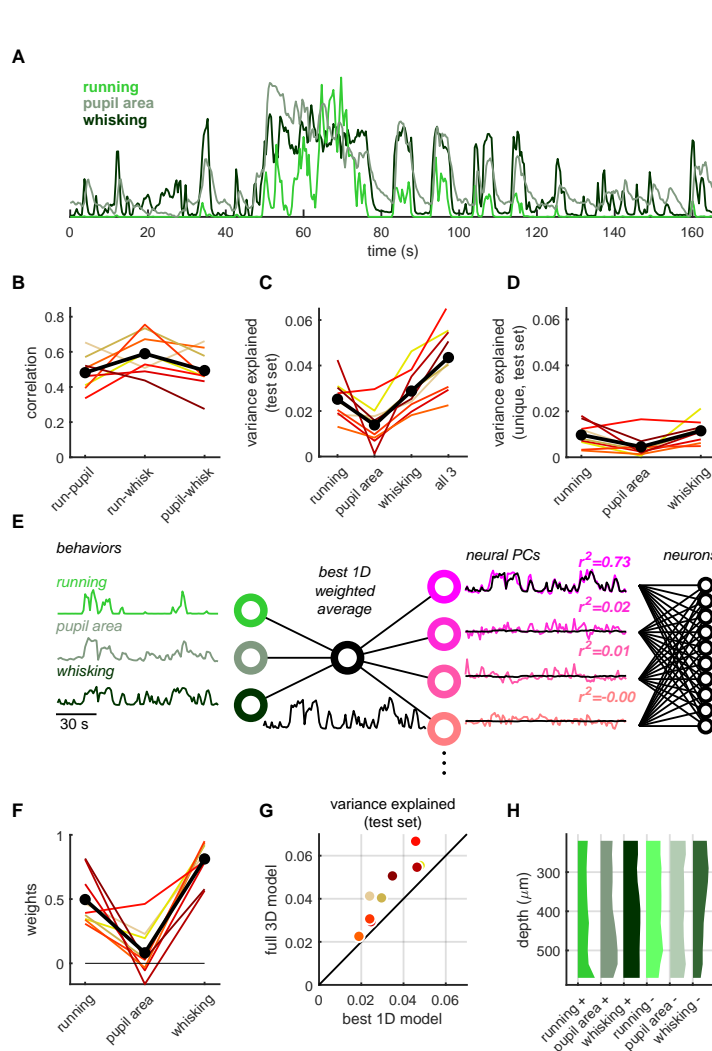 A
running
pupil area
whisking
0 20 40 60 80 100 120 140 160
time (s)
B
correlation
0.8
0.6
0.4
0.2
0
run-pupil
run-whisk
pupil-whisk
C
variance explained
(test set)
0.06
0.04
0.02
0
running
pupil area
whisking
all 3
D
variance explained
(unique, test set)
0.06
0.04
0.02
0
running
pupil area
whisking
E
behaviors
running
pupil area
whisking
30 s
best 1D
weighted
average
neural PCs
r2=0.73
r2=0.02
r2=0.01
r2=-0.00
neurons
F
weights
1
0.5
0
running
pupil area
whisking
G
variance explained
(test set)
full 3D model
0.06
0.04
0.02
0
0 0.02 0.04 0.06
best 1D model
H
depth (μm)
300
400
500
running +
pupil area +
whisking +
running -
pupil area -
whisking -